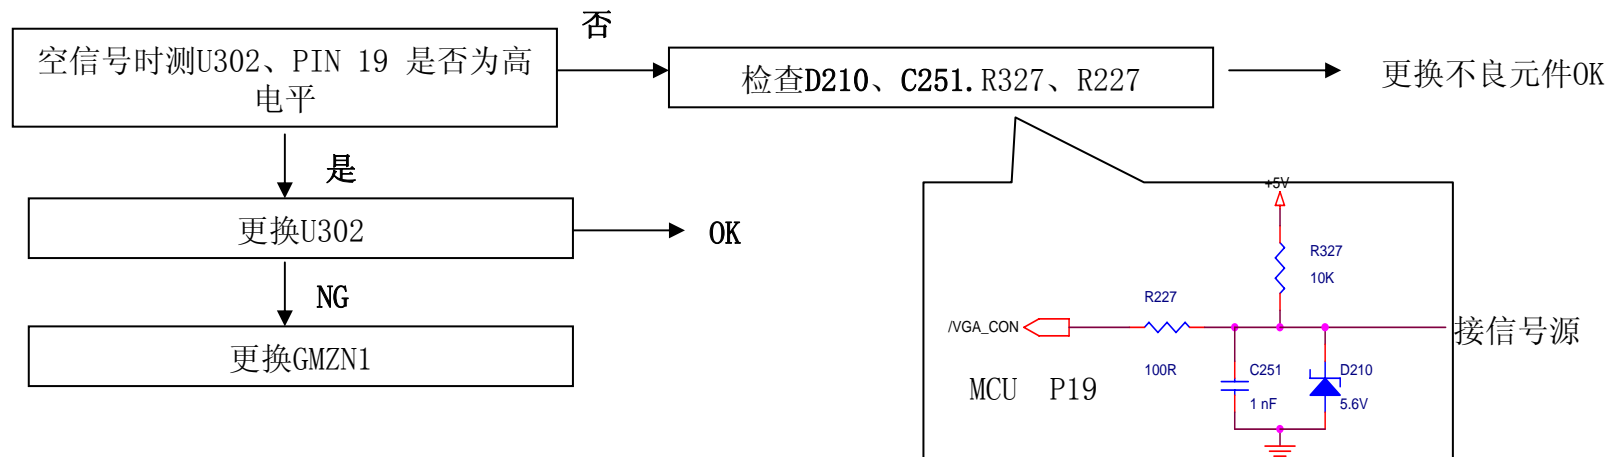 否
空信号时测U302、PIN 19 是否为高
电平
检查D210、C251.R327、R227
更换不良元件OK
是
更换U302
OK
NG
更换GMZN1
+5V
R327
10K
R227
/VGA_CON
接信号源
100R
C251
D210
MCU P19
1 nF
5.6V